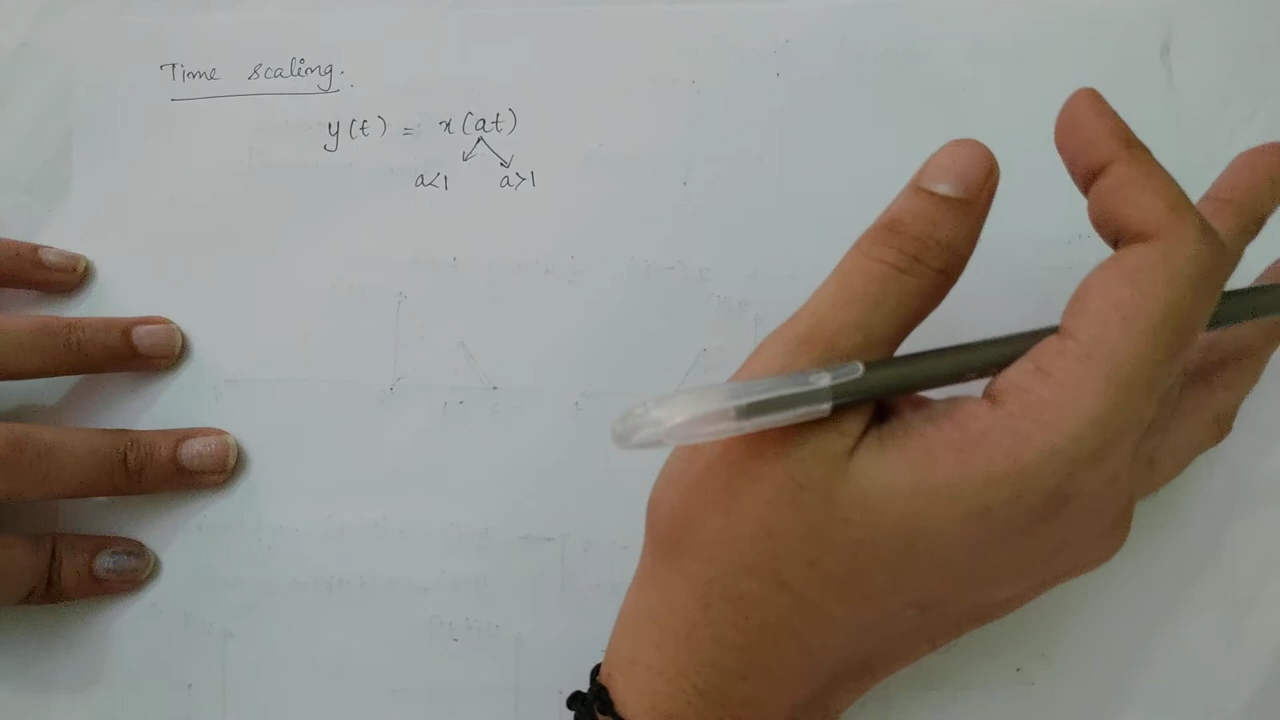 Time scaling.
y(t) = x(at)
a<1 a>1